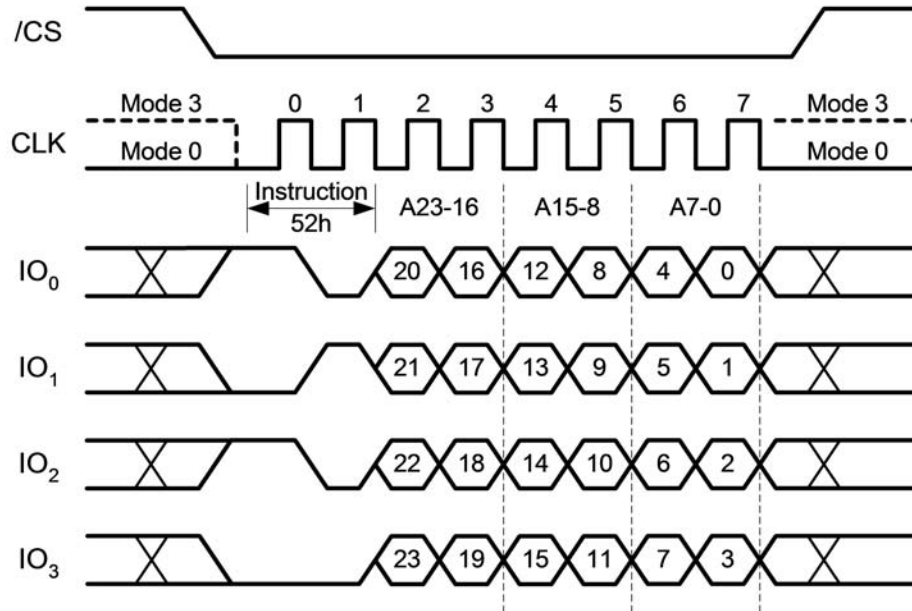 /CS
Mode 3 0 1 2 3 4 5 6 7 Mode 3
CLK
Mode 0 Mode 0
Instruction
52h
A23-16 A15-8 A7-0
IO0 20 16 12 8 4 0
IO1 21 17 13 9 5 1
IO2 22 18 14 10 6 2
IO3 23 19 15 11 7 3